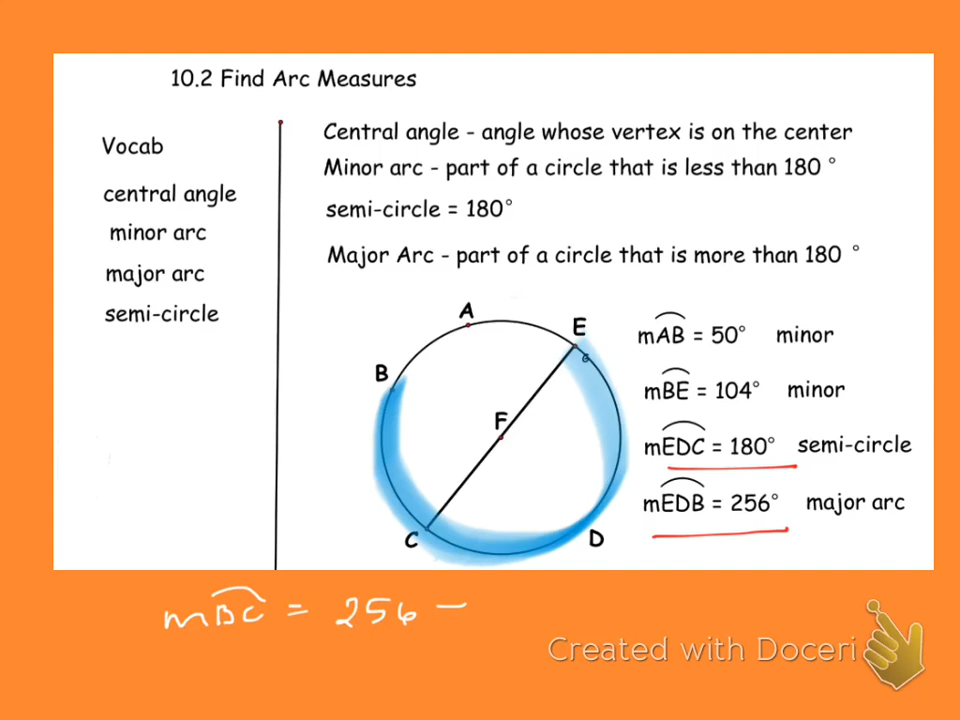 10.2 Find Arc Measures
Vocab
central angle
minor arc
major arc
semi-circle
Central angle - angle whose vertex is on the center
Minor arc - part of a circle that is less than 180 °
semi-circle = 180°
Major Arc - part of a circle that is more than 180 °
A
E
B
F
C
D
mAB = 50° minor
mBE = 104° minor
mEDC = 180° semi-circle
mEDB = 256° major arc
mBC = 256 -
Created with Doceri